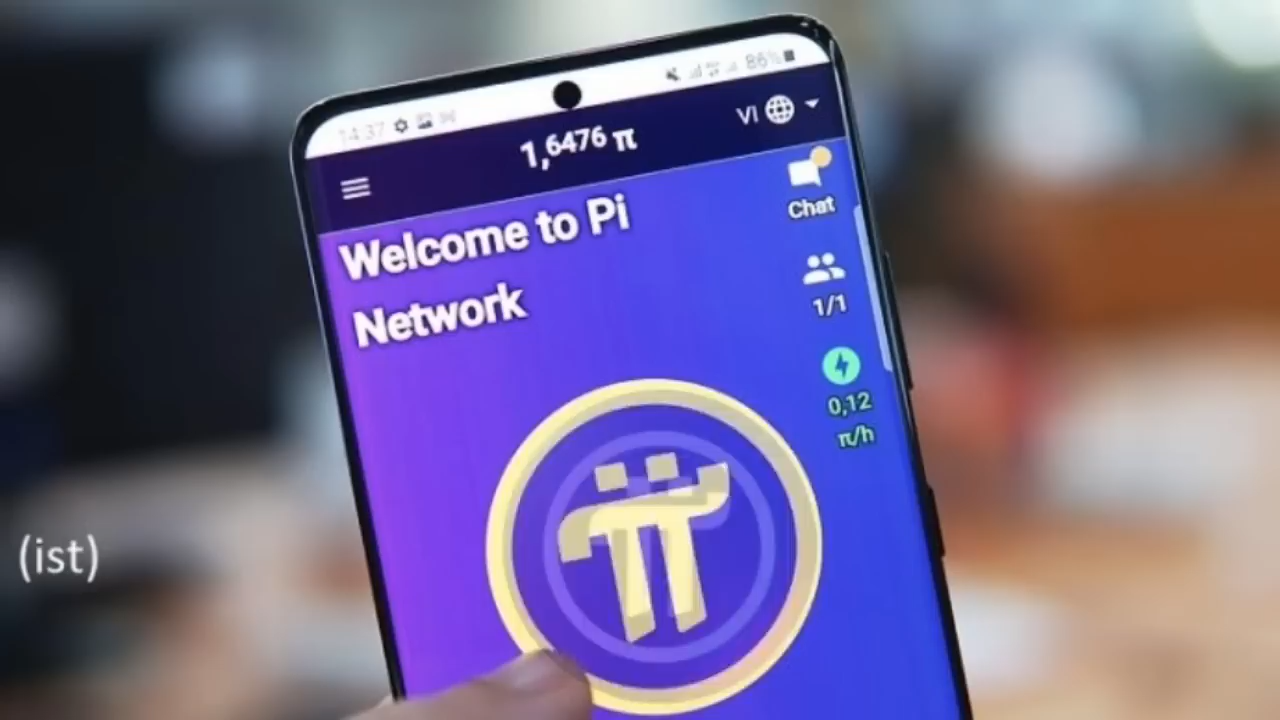 14:37
86%
1,6476 π
VI
Welcome to Pi
Network
Chat
1/1
0,12
π/h
(ist)